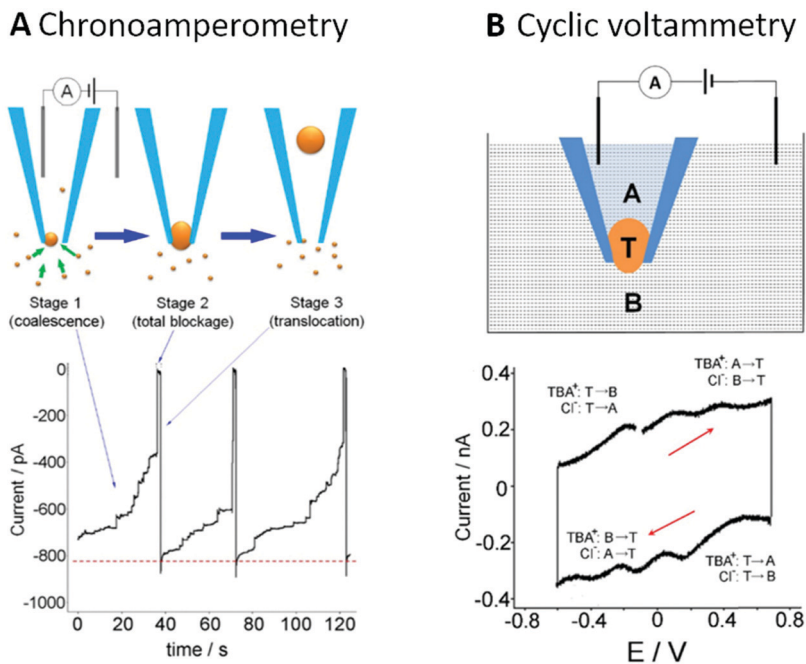 A Chronoamperometry
A
Stage 1
(coalescence)
Stage 2
(total blockage)
Stage 3
(translocation)
0
-200
-400
-600
-800
-1000
Current / pA
0 20 40 60 80 100 120
time / s
B Cyclic voltammetry
A
A
T
B
TBA⁺: A→T
Cl⁻: B→T
TBA⁺: T→B
Cl⁻: T→A
TBA⁺: B→T
Cl⁻: A→T
TBA⁺: T→A
Cl⁻: T→B
0.4
0.2
0
-0.2
-0.4
Current / nA
-0.8 -0.4 0 0.4 0.8
E / V